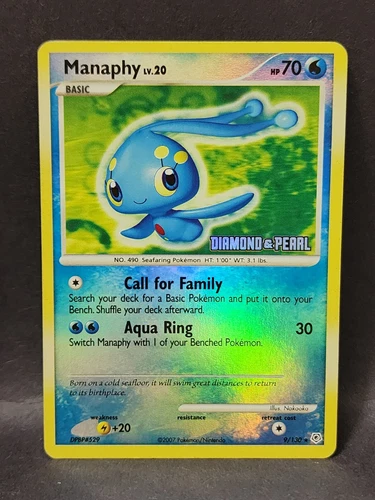 Manaphy LV.20 HP 70
BASIC
DIAMOND & PEARL
NO. 490 Seafaring Pokémon HT: 1'00" WT: 3.1 lbs.
Call for Family
Search your deck for a Basic Pokémon and put it onto your
Bench. Shuffle your deck afterward.
Aqua Ring 30
Switch Manaphy with 1 of your Benched Pokémon.
Born on a cold seafloor, it will swim great distances to return
to its birthplace.
Illus. Nakaoka
weakness resistance retreat cost
+20
DPBP#529 ©2007 Pokémon/Nintendo 9/130 ★